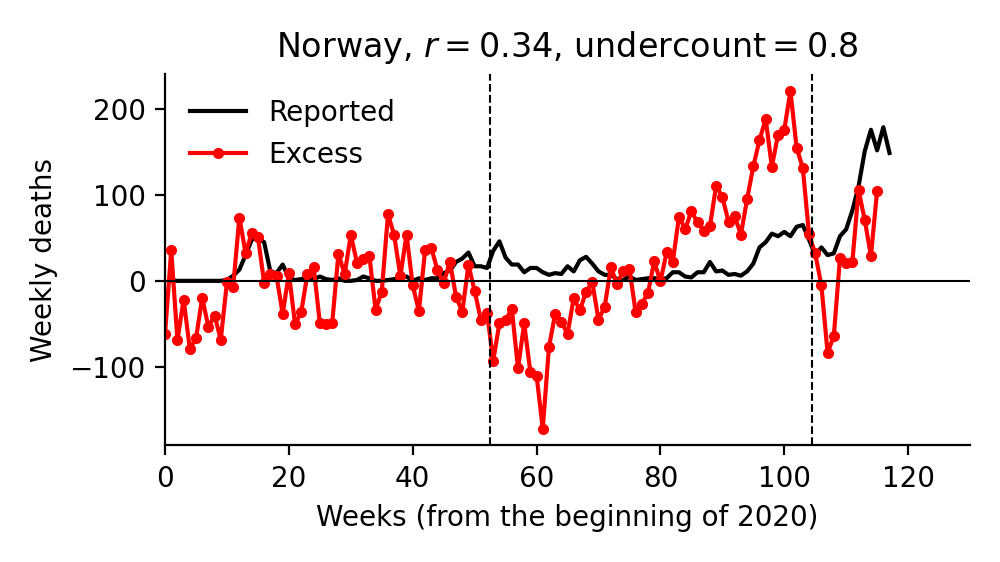 Norway, r = 0.34, undercount = 0.8
Reported
Excess
Weekly deaths
200
100
0
−100
0 20 40 60 80 100 120
Weeks (from the beginning of 2020)